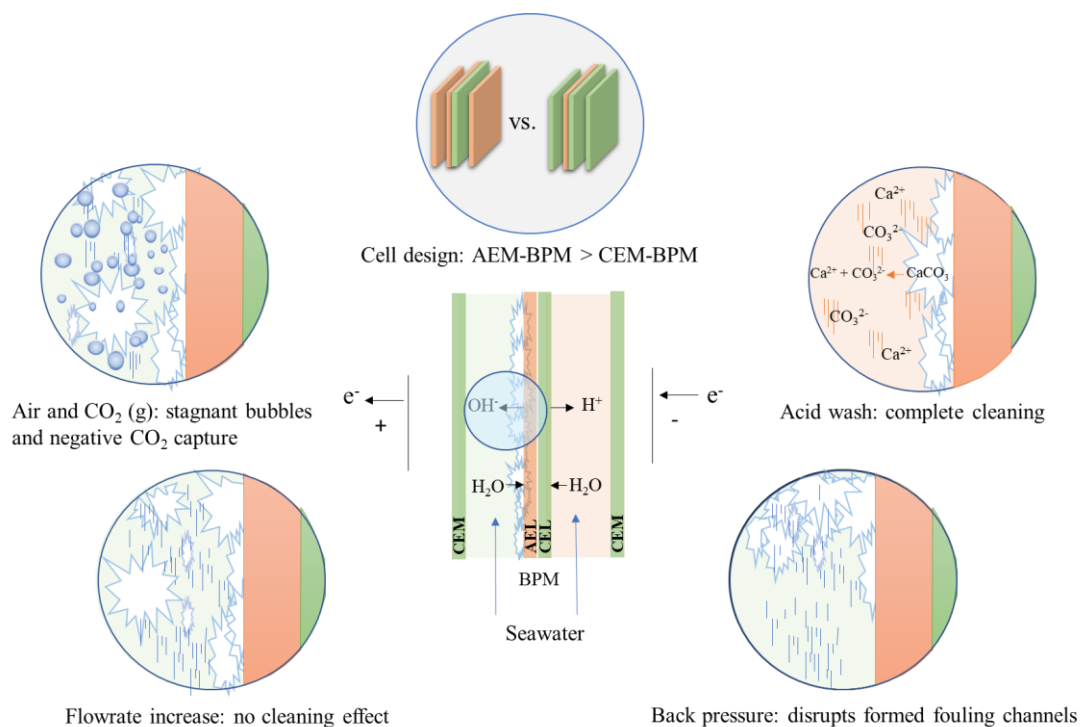 vs.
Cell design: AEM-BPM > CEM-BPM
Air and CO₂ (g): stagnant bubbles
and negative CO₂ capture
Ca²⁺
CO₃²⁻
Ca²⁺ + CO₃²⁻ CaCO₃
CO₃²⁻
Ca²⁺
Acid wash: complete cleaning
e⁻
+
OH⁻
H⁺
e⁻
-
H₂O
H₂O
CEM
AEL
CEL
CEM
BPM
Seawater
Flowrate increase: no cleaning effect
Back pressure: disrupts formed fouling channels